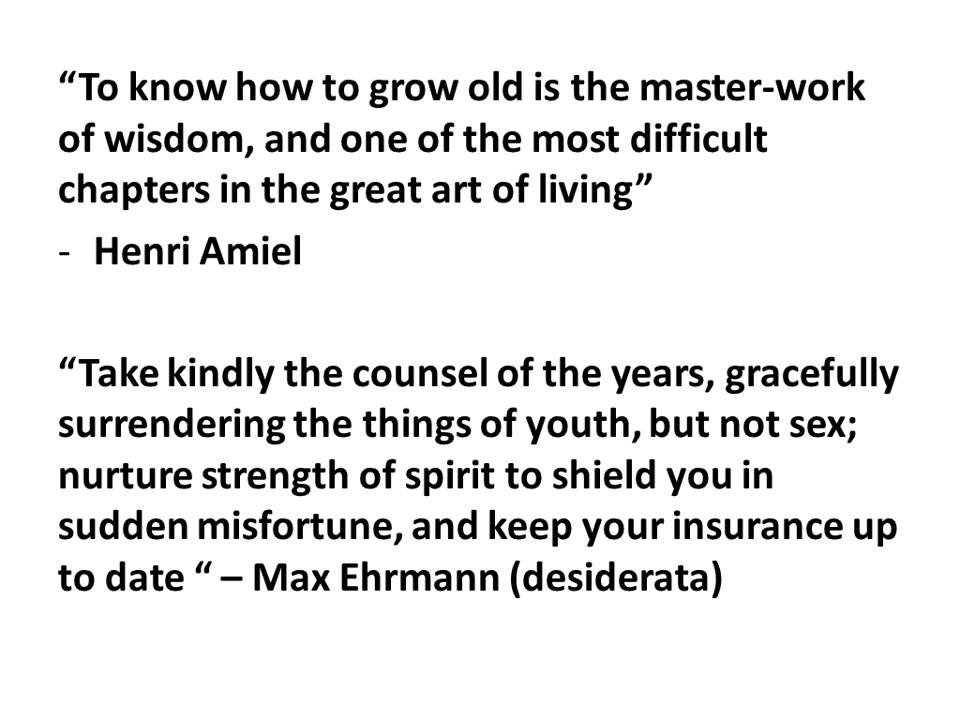 “To know how to grow old is the master-work
of wisdom, and one of the most difficult
chapters in the great art of living”
- Henri Amiel
“Take kindly the counsel of the years, gracefully
surrendering the things of youth, but not sex;
nurture strength of spirit to shield you in
sudden misfortune, and keep your insurance up
to date “ – Max Ehrmann (desiderata)